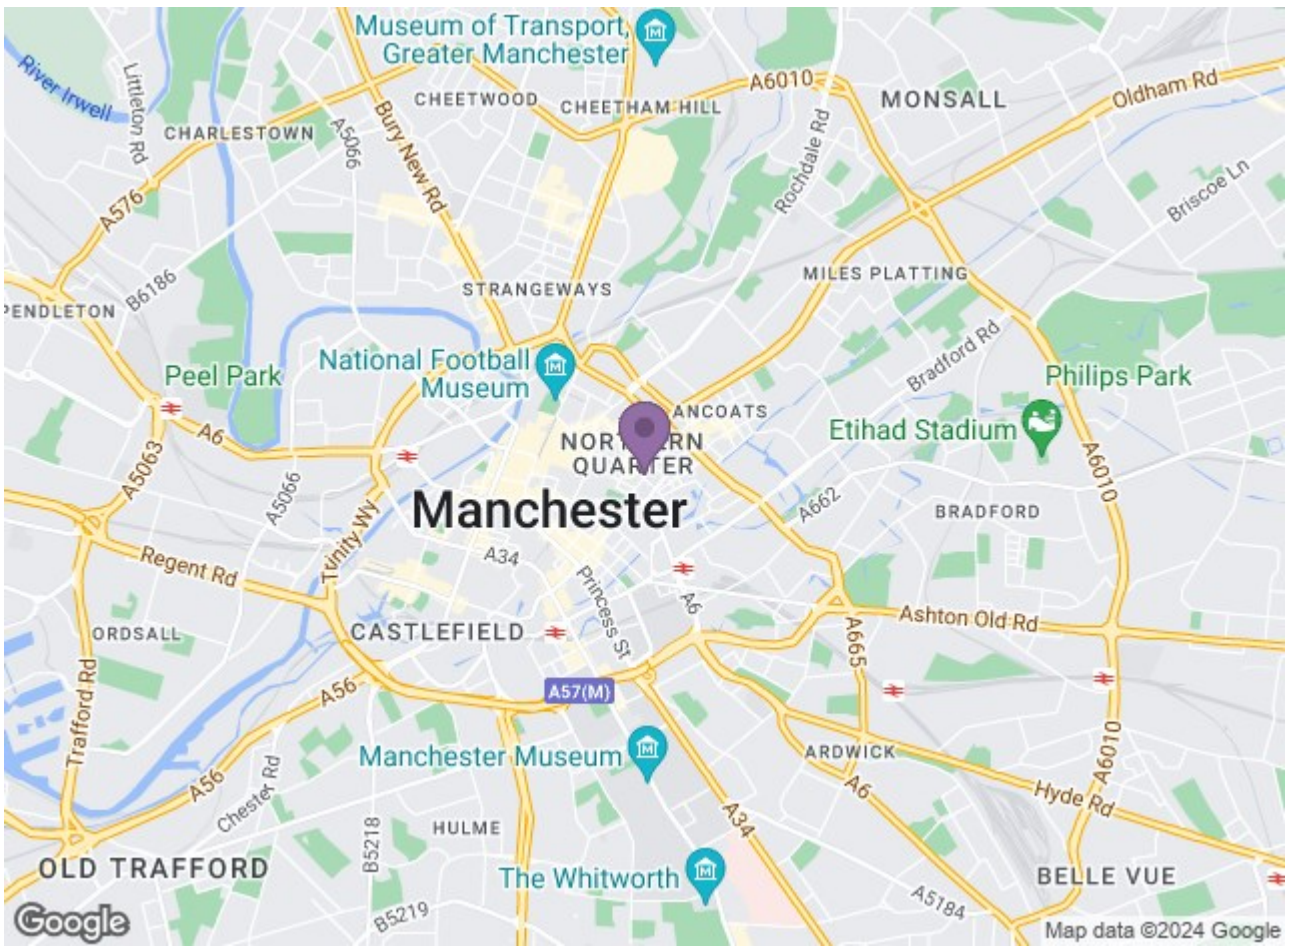 Museum of Transport,
Greater Manchester
River Irwell
Littleton Rd
CHEETWOOD
CHEETHAM HILL
A6010
MONSALL
Oldham Rd
CHARLESTOWN
A5066
Bury New Rd
Rochdale Rd
Briscoe Ln
A576
B6186
PENDLETON
STRANGEWAYS
MILES PLATTING
Bradford Rd
National Football
Museum
Peel Park
Philips Park
ANCOATS
Etihad Stadium
A6
NORTHERN
QUARTER
A5063
A5066
A6010
Manchester
A662
BRADFORD
Trinity Wy
Regent Rd
A34
Princess St
A6
Ashton Old Rd
ORDSALL
CASTLEFIELD
A665
Trafford Rd
A56
A57(M)
Manchester Museum
ARDWICK
A6010
A56
Chester Rd
A6
Hyde Rd
B5218
HULME
A34
OLD TRAFFORD
The Whitworth
BELLE VUE
A5184
B5219
Google
Map data ©2024 Google